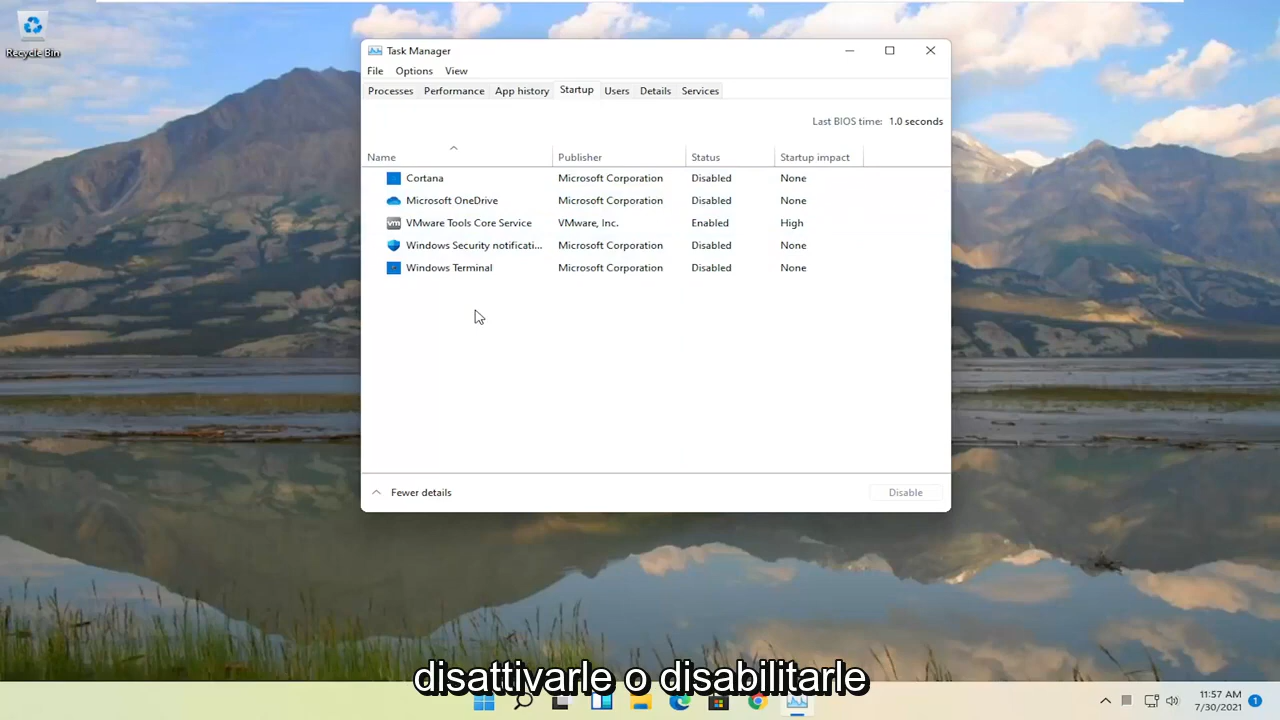 Recycle Bin
Task Manager
File Options View
Processes Performance App history Startup Users Details Services
Last BIOS time: 1.0 seconds
Name Publisher Status Startup impact
Cortana Microsoft Corporation Disabled None
Microsoft OneDrive Microsoft Corporation Disabled None
vm VMware Tools Core Service VMware, Inc. Enabled High
Windows Security notificati... Microsoft Corporation Disabled None
Windows Terminal Microsoft Corporation Disabled None
Fewer details Disable
disattivarle o disabilitarle
11:57 AM
7/30/2021
1